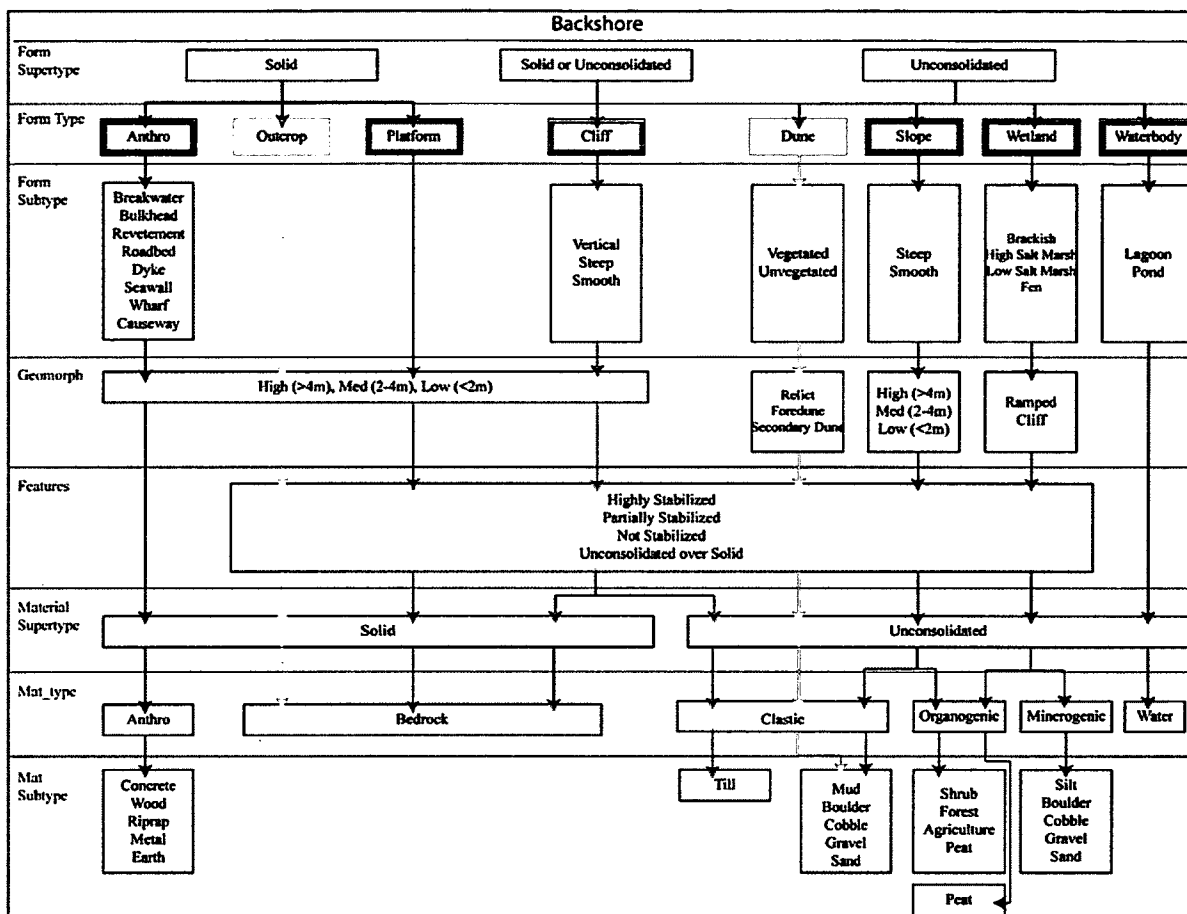 Backshore
Form
Supertype
Solid
Solid or Unconsolidated
Unconsolidated
Form Type
Anthro
Outcrop
Platform
Cliff
Dune
Slope
Wetland
Waterbody
Form
Subtype
Breakwater
Bulkhead
Revetement
Roadbed
Dyke
Seawall
Wharf
Causeway
Vertical
Steep
Smooth
Vegetated
Unvegetated
Steep
Smooth
Brackish
High Salt Marsh
Low Salt Marsh
Fen
Lagoon
Pond
Geomorph
High (>4m), Med (2-4m), Low (<2m)
Relict
Foredune
Secondary Dune
High (>4m)
Med (2-4m)
Low (<2m)
Ramped
Cliff
Features
Highly Stabilized
Partially Stabilized
Not Stabilized
Unconsolidated over Solid
Material
Supertype
Solid
Unconsolidated
Mat_type
Anthro
Bedrock
Clastic
Organogenic
Minerogenic
Water
Mat
Subtype
Concrete
Wood
Riprap
Metal
Earth
Till
Mud
Boulder
Cobble
Gravel
Sand
Shrub
Forest
Agriculture
Peat
Silt
Boulder
Cobble
Gravel
Sand
Peat